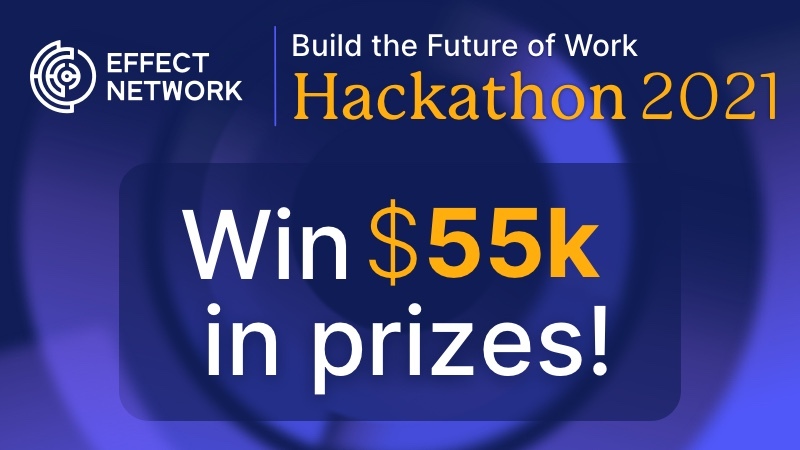 EFFECT
NETWORK
Build the Future of Work
Hackathon 2021
Win $55k
in prizes!